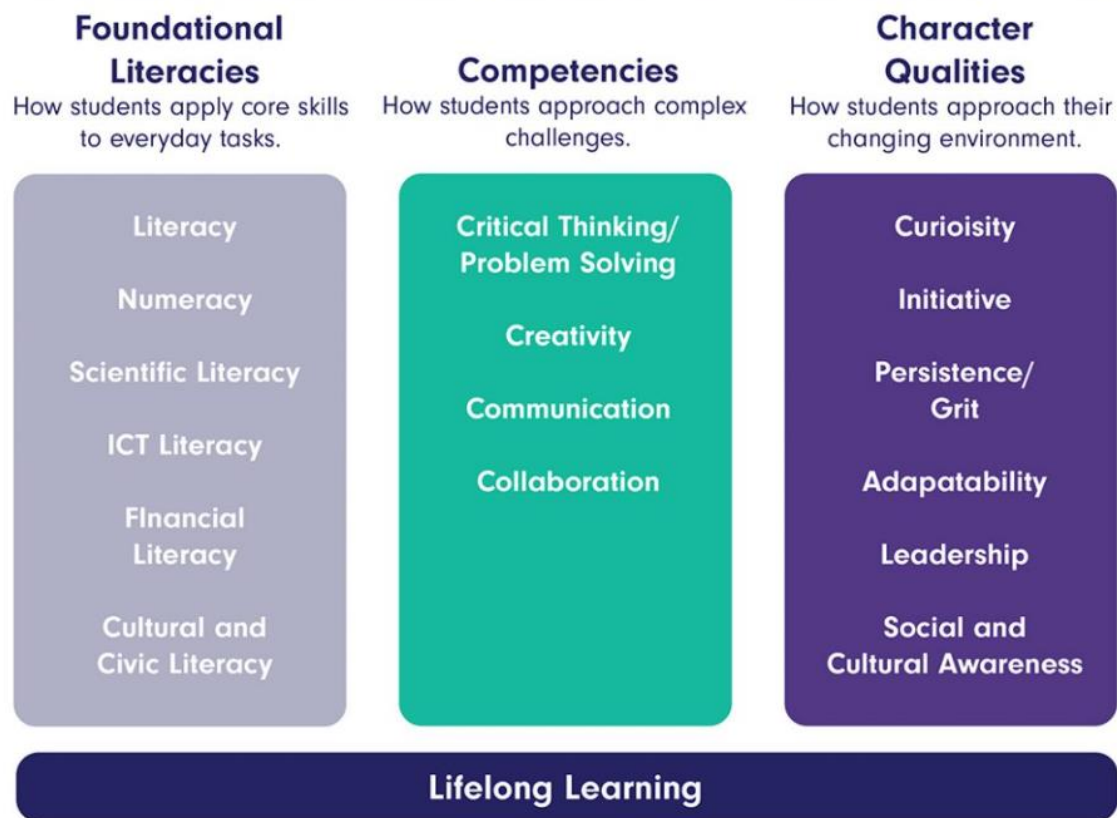 Foundational
Literacies
How students apply core skills
to everyday tasks.
Literacy
Numeracy
Scientific Literacy
ICT Literacy
FInancial
Literacy
Cultural and
Civic Literacy
Competencies
How students approach complex
challenges.
Critical Thinking/
Problem Solving
Creativity
Communication
Collaboration
Character
Qualities
How students approach their
changing environment.
Curioisity
Initiative
Persistence/
Grit
Adapatability
Leadership
Social and
Cultural Awareness
Lifelong Learning